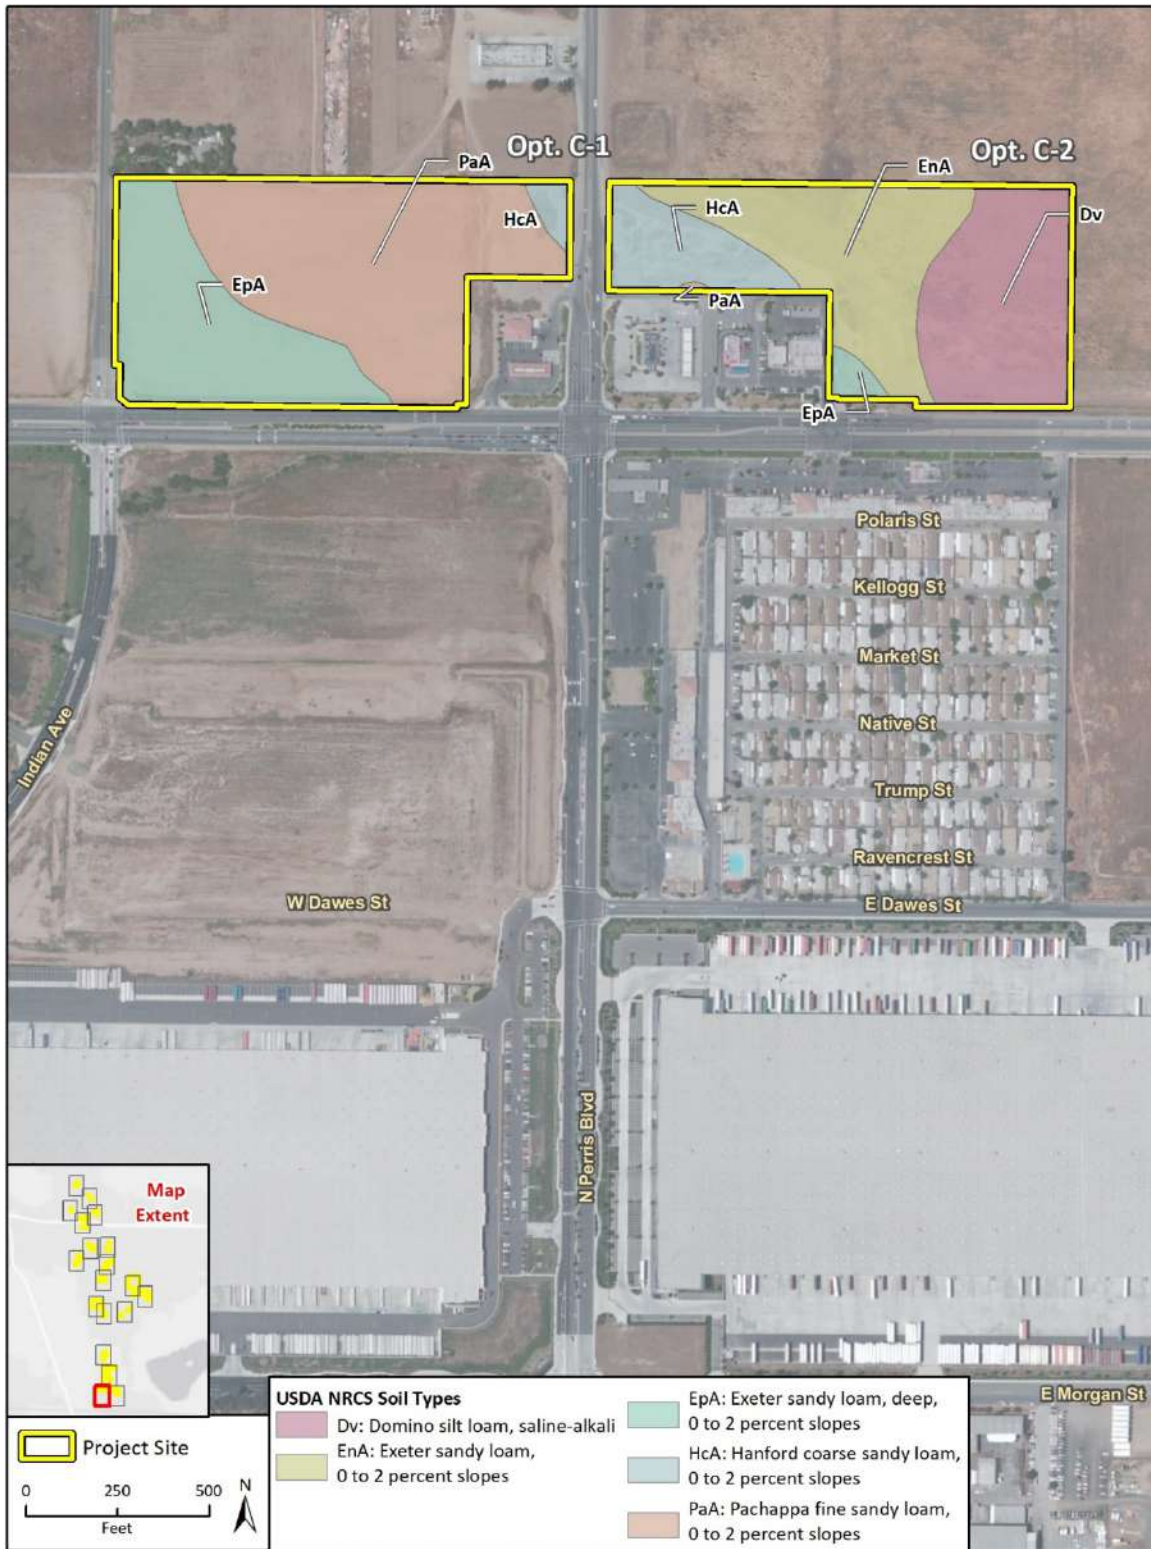 Opt. C-1
PaA
HcA
EpA
Opt. C-2
EnA
HcA
Dv
PaA
EpA
Polaris St
Kellogg St
Market St
Native St
Trump St
Ravencrest St
Indian Ave
W Dawes St
E Dawes St
N Perris Blvd
E Morgan St
Map
Extent
Project Site
0 250 500
Feet
N
USDA NRCS Soil Types
Dv: Domino silt loam, saline-alkali
EnA: Exeter sandy loam,
0 to 2 percent slopes
EpA: Exeter sandy loam, deep,
0 to 2 percent slopes
HcA: Hanford coarse sandy loam,
0 to 2 percent slopes
PaA: Pachappa fine sandy loam,
0 to 2 percent slopes